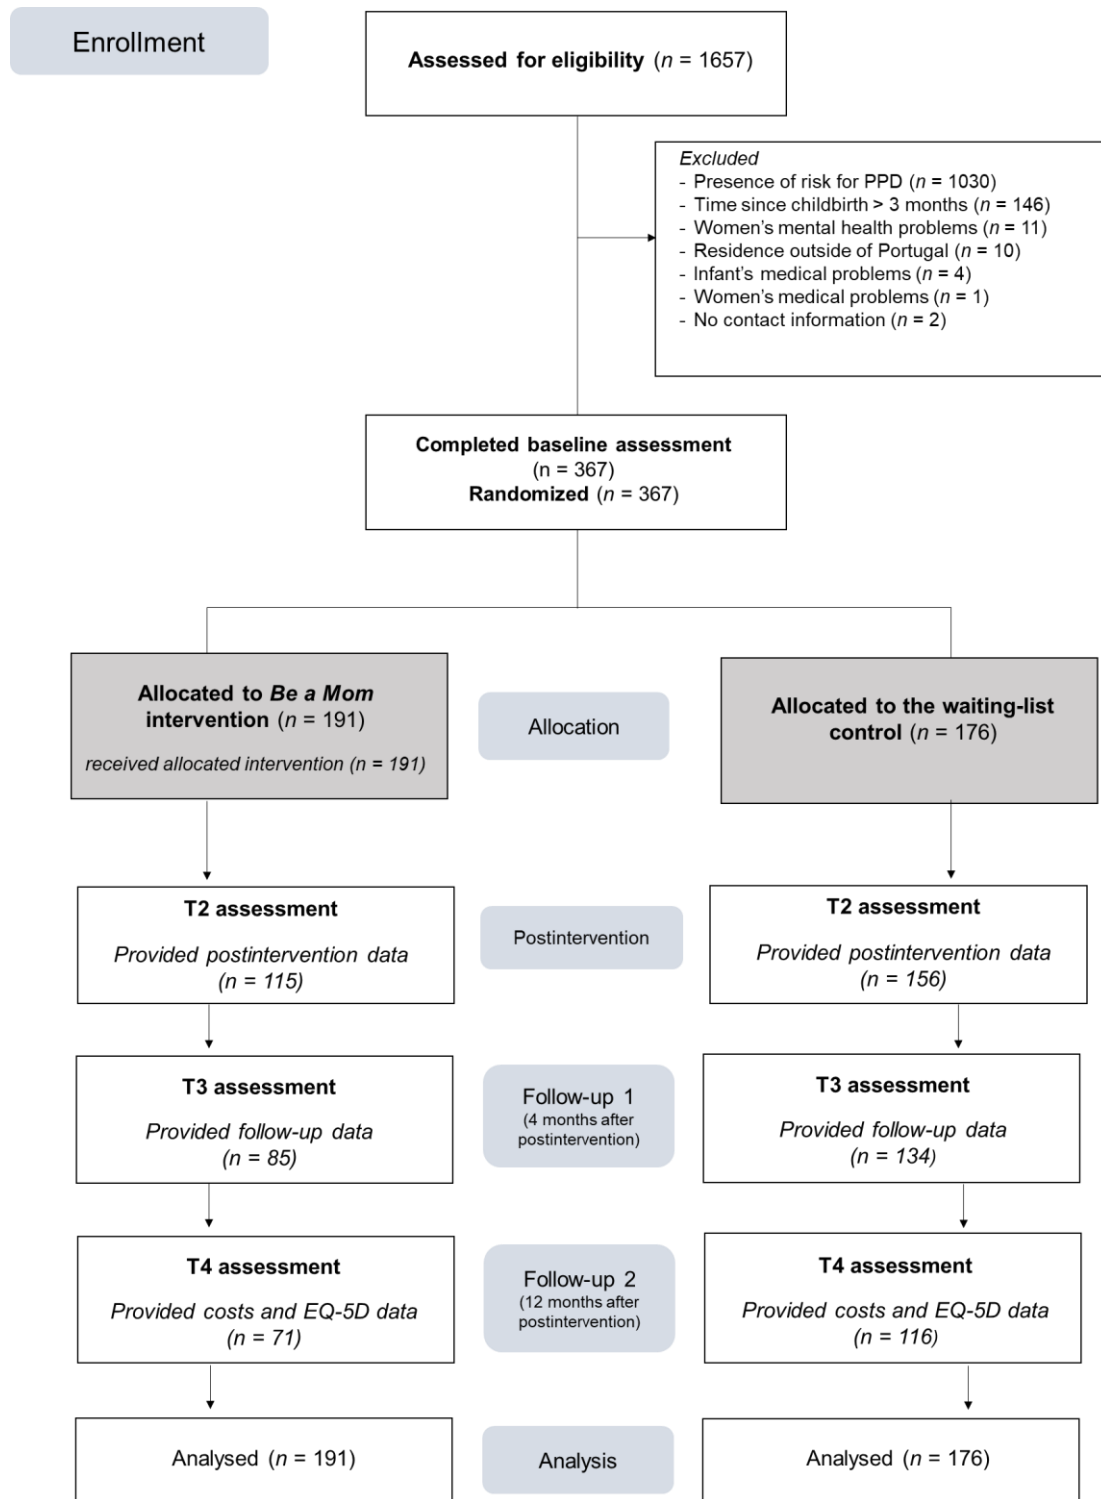 Enrollment
Assessed for eligibility (n = 1657)
Excluded
- Presence of risk for PPD (n = 1030)
- Time since childbirth > 3 months (n = 146)
- Women's mental health problems (n = 11)
- Residence outside of Portugal (n = 10)
- Infant's medical problems (n = 4)
- Women's medical problems (n = 1)
- No contact information (n = 2)
Completed baseline assessment
(n = 367)
Randomized (n = 367)
Allocated to Be a Mom
intervention (n = 191)
received allocated intervention (n = 191)
Allocation
Allocated to the waiting-list
control (n = 176)
T2 assessment
Provided postintervention data
(n = 115)
Postintervention
T2 assessment
Provided postintervention data
(n = 156)
T3 assessment
Provided follow-up data
(n = 85)
Follow-up 1
(4 months after
postintervention)
T3 assessment
Provided follow-up data
(n = 134)
T4 assessment
Provided costs and EQ-5D data
(n = 71)
Follow-up 2
(12 months after
postintervention)
T4 assessment
Provided costs and EQ-5D data
(n = 116)
Analysed (n = 191)
Analysis
Analysed (n = 176)